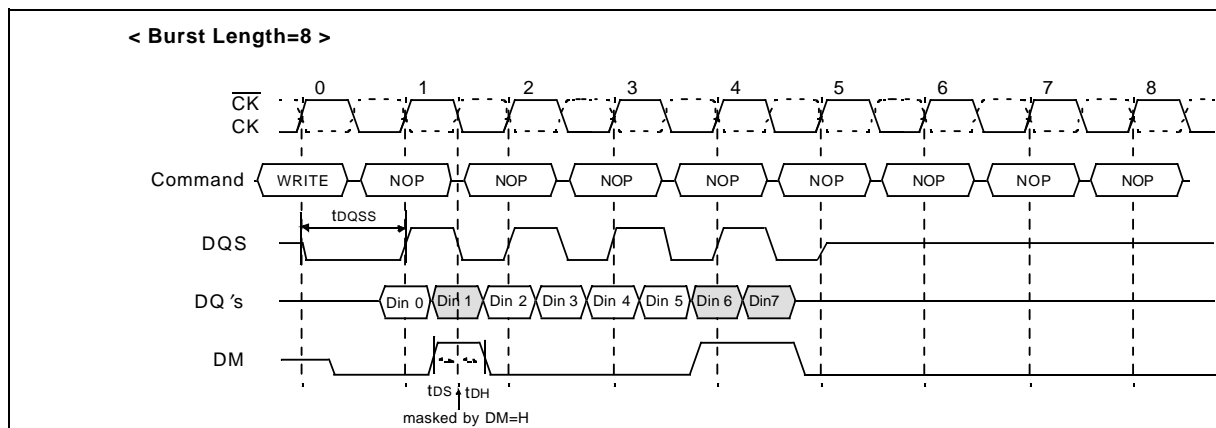 < Burst Length=8 >
0 1 2 3 4 5 6 7 8
CK
CK
Command WRITE NOP NOP NOP NOP NOP NOP NOP NOP
tDQSS
DQS
DQ ′s Din 0 Din 1 Din 2 Din 3 Din 4 Din 5 Din 6 Din7
DM
tDS tDH
masked by DM=H